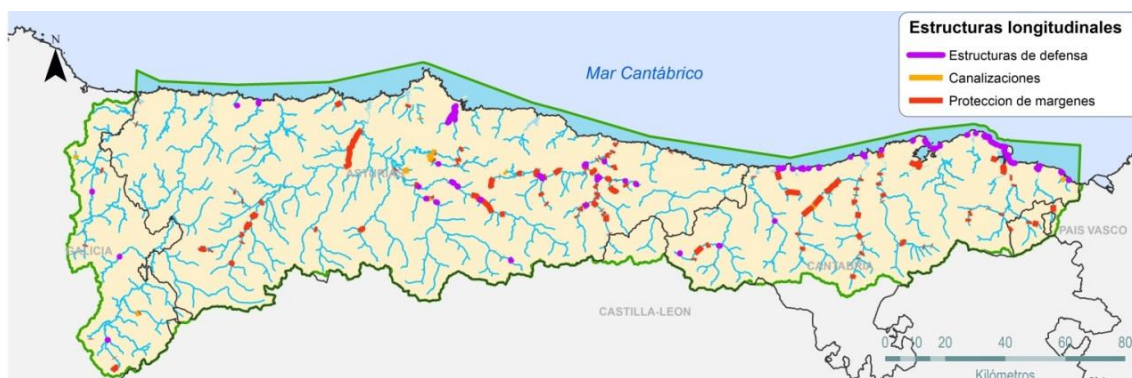 N
Mar Cantábrico
Estructuras longitudinales
Estructuras de defensa
Canalizaciones
Proteccion de margenes
ASTURIAS
GALICIA
PAIS VASCO
CANTABRIA
CASTILLA-LEON
0 5 10 20 40 60 80
Kilómetros